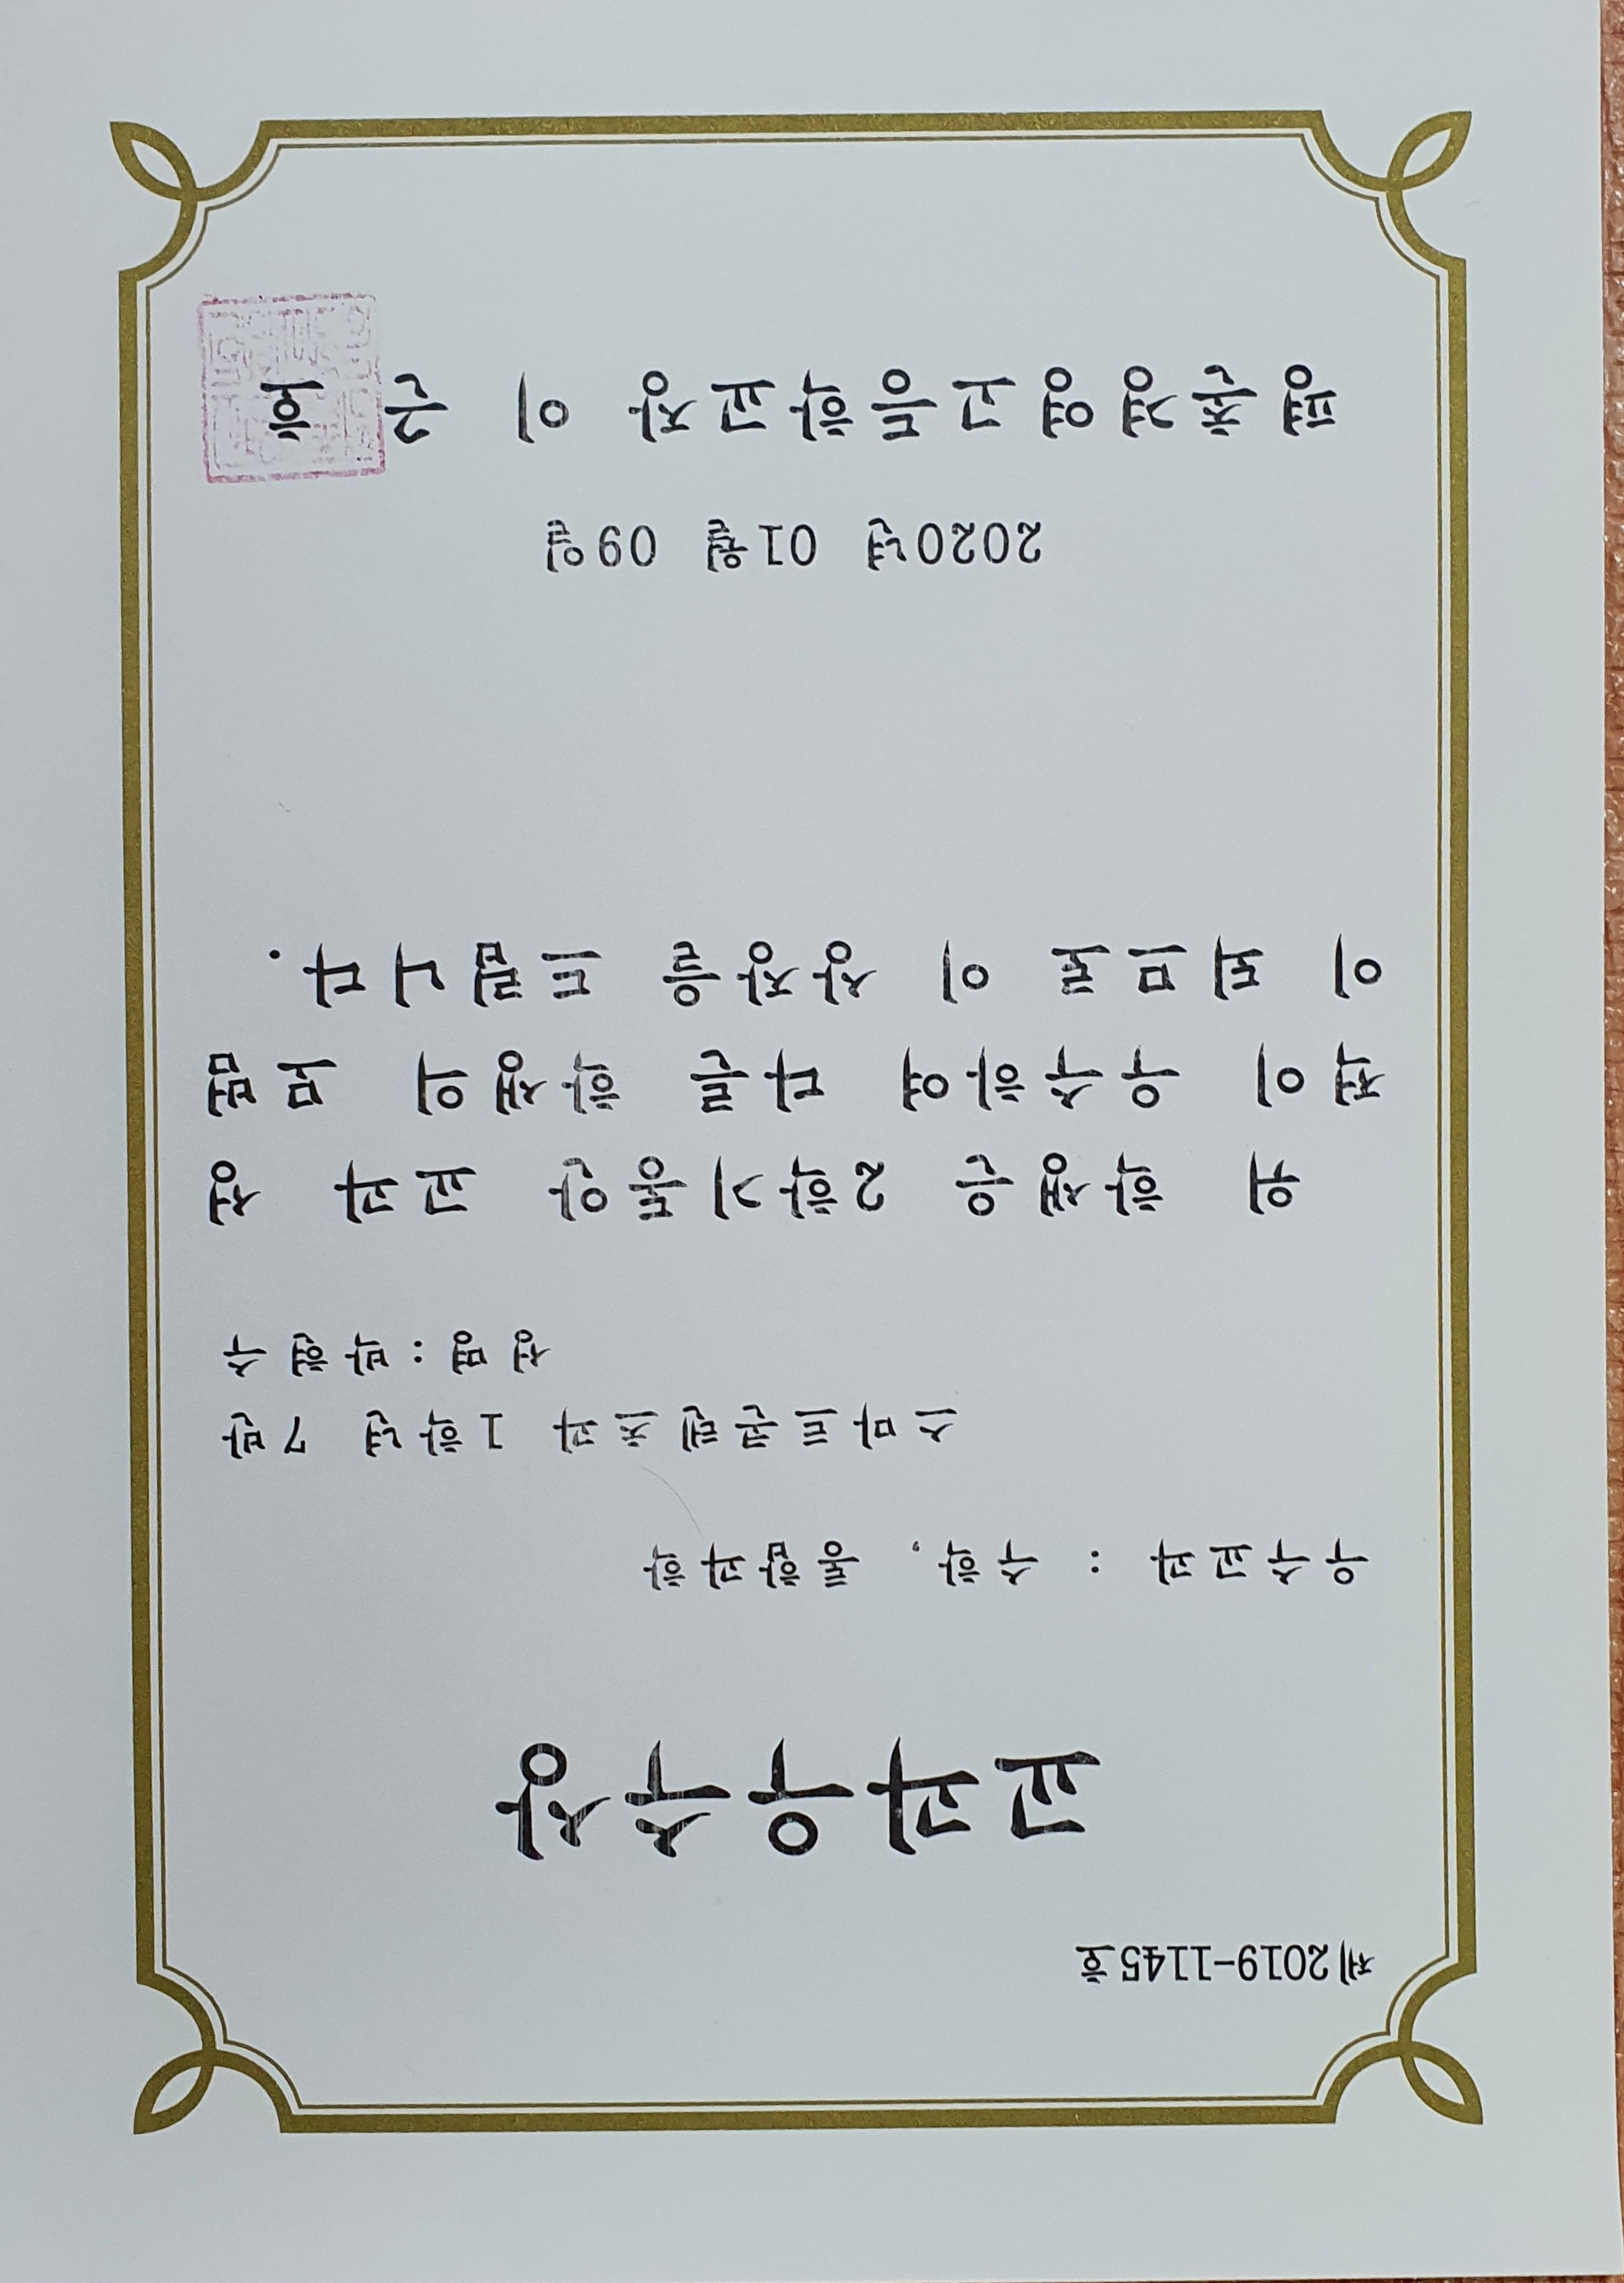 제2019-1145호
교과우수상
우수교과 : 수학, 통합과학
스마트콘텐츠과 1학년 7반
성명:박현수
위 학생은 2학기동안 교과 성
적이 우수하여 다른 학생의 모범
이 되므로 이 상장을 드립니다.
2020년 01월 09일
평촌경영고등학교장 이 근 호